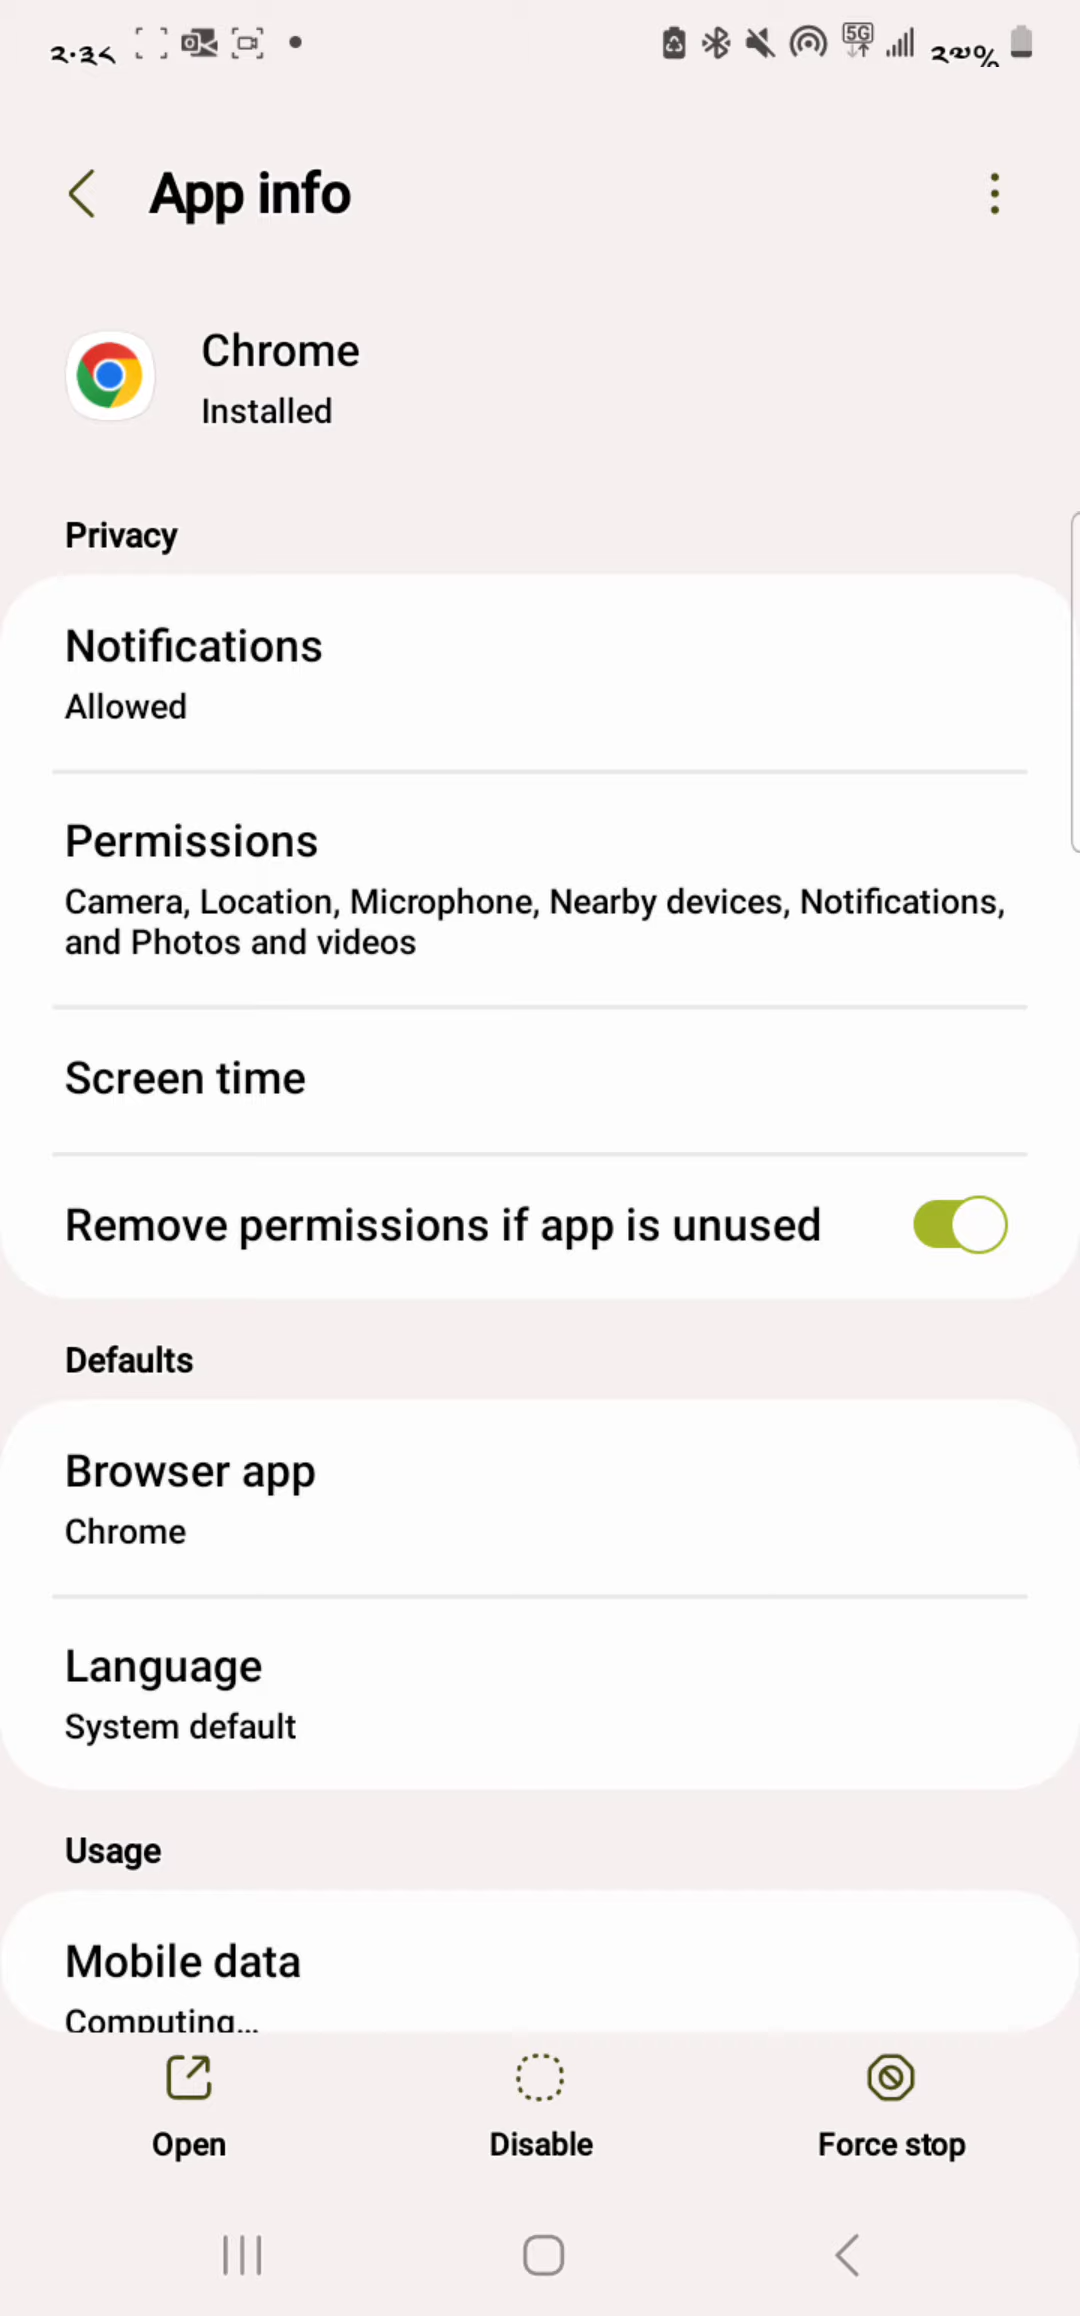 5G
App info
Chrome
Installed
Privacy
Notifications
Allowed
Permissions
Camera, Location, Microphone, Nearby devices, Notifications,
and Photos and videos
Screen time
Remove permissions if app is unused
Defaults
Browser app
Chrome
Language
System default
Usage
Mobile data
Computing...
Open
Disable
Force stop